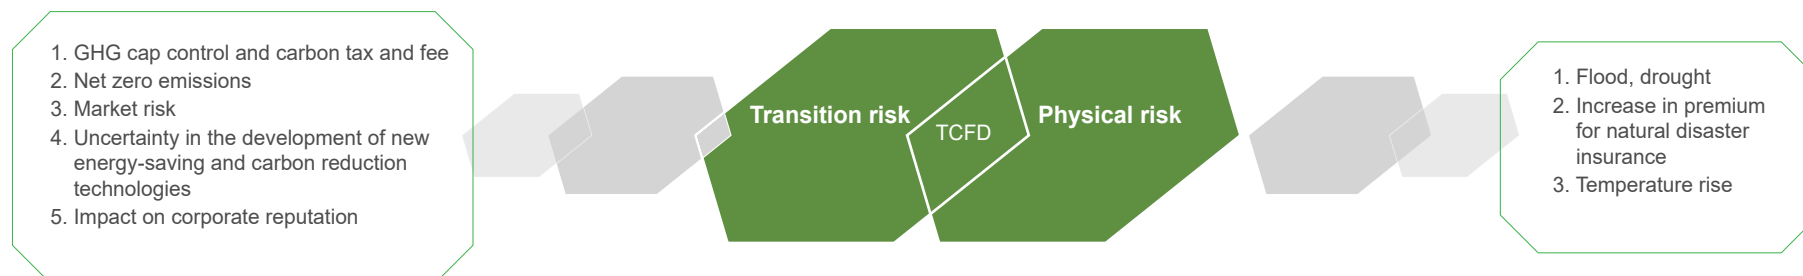 1. GHG cap control and carbon tax and fee
2. Net zero emissions
3. Market risk
4. Uncertainty in the development of new
energy-saving and carbon reduction
technologies
5. Impact on corporate reputation
Transition risk
TCFD
Physical risk
1. Flood, drought
2. Increase in premium
for natural disaster
insurance
3. Temperature rise